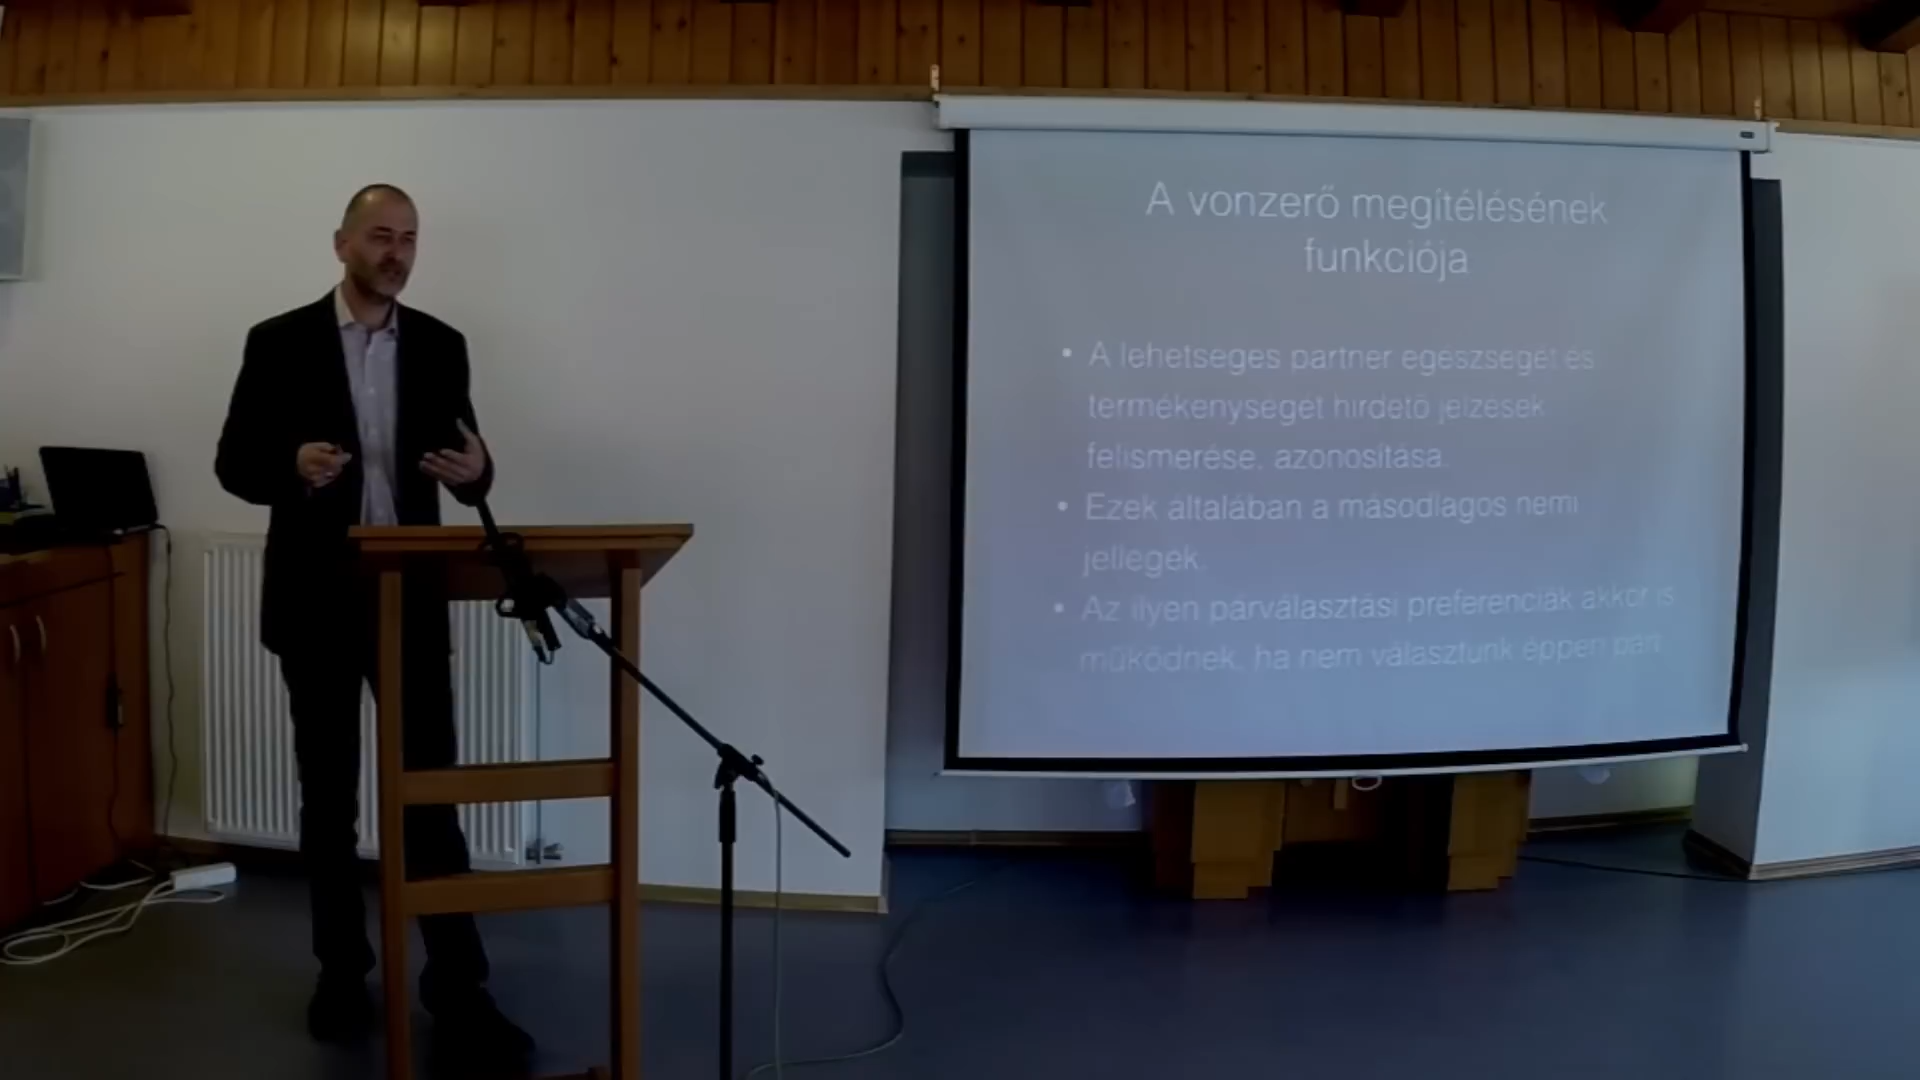 A vonzerő megítélésének
funkciója
• A lehetséges partner egészségét és
termékenységét hirdető jelzések
felismerése, azonosítása.
• Ezek általában a másodlagos nemi
jellegek.
• Az ilyen párválasztási preferenciák akkor is
működnek, ha nem választunk éppen párt.